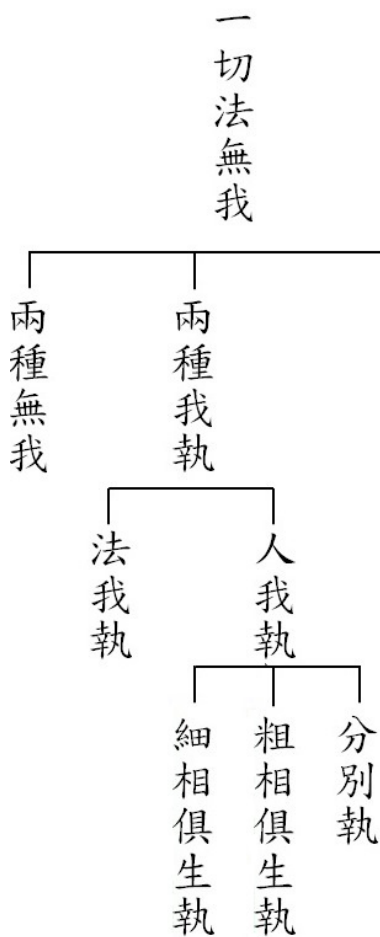 一切法無我
兩種我執
兩種無我
人我執
法我執
分別執
粗相俱生執
細相俱生執